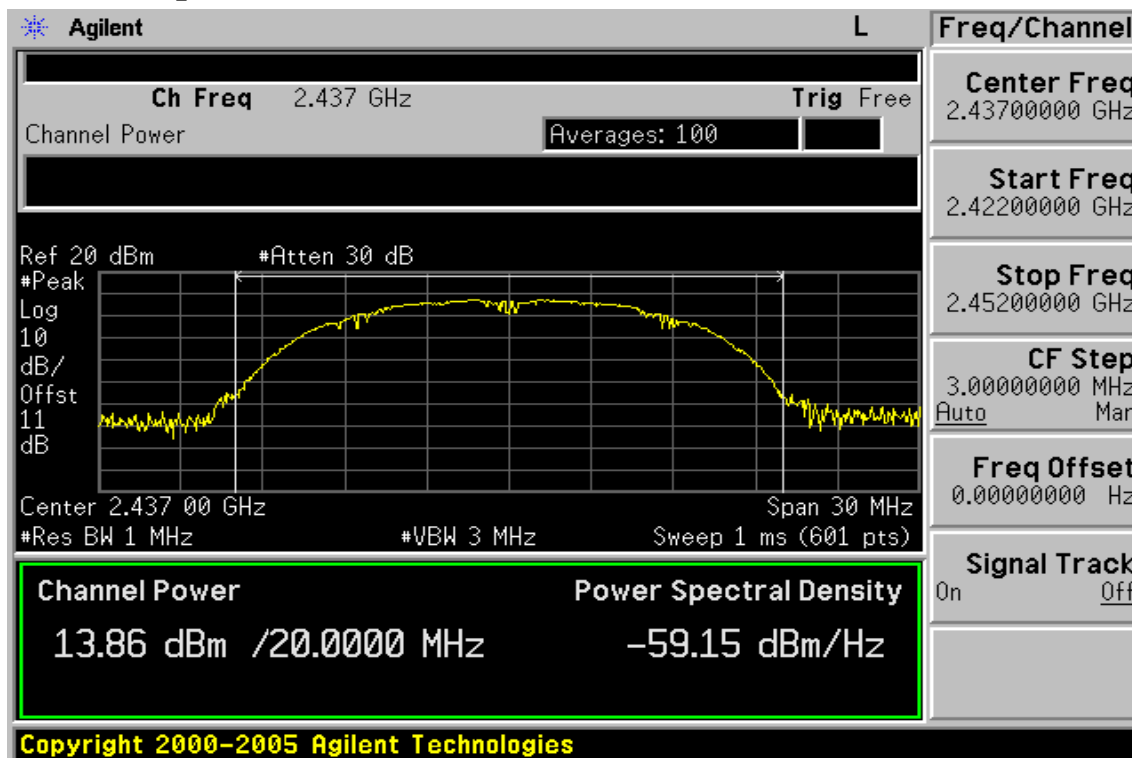 Agilent L
Freq/Channel
Ch Freq 2.437 GHz Trig Free
Channel Power Averages: 100
Center Freq
2.43700000 GHz
Start Freq
2.42200000 GHz
Ref 20 dBm #Atten 30 dB
#Peak
Log
10
dB/
Offst
11
dB
Center 2.437 00 GHz Span 30 MHz
#Res BW 1 MHz #VBW 3 MHz Sweep 1 ms (601 pts)
Stop Freq
2.45200000 GHz
CF Step
3.00000000 MHz
Auto Man
Freq Offset
0.00000000 Hz
Signal Track
On Off
Channel Power Power Spectral Density
13.86 dBm /20.0000 MHz -59.15 dBm/Hz
Copyright 2000-2005 Agilent Technologies